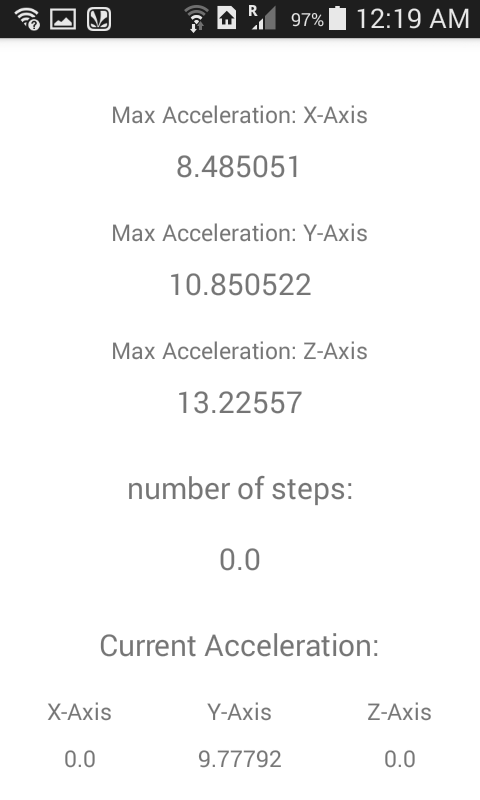 R 97% 12:19 AM
Max Acceleration: X-Axis
8.485051
Max Acceleration: Y-Axis
10.850522
Max Acceleration: Z-Axis
13.22557
number of steps:
0.0
Current Acceleration:
X-Axis Y-Axis Z-Axis
0.0 9.77792 0.0